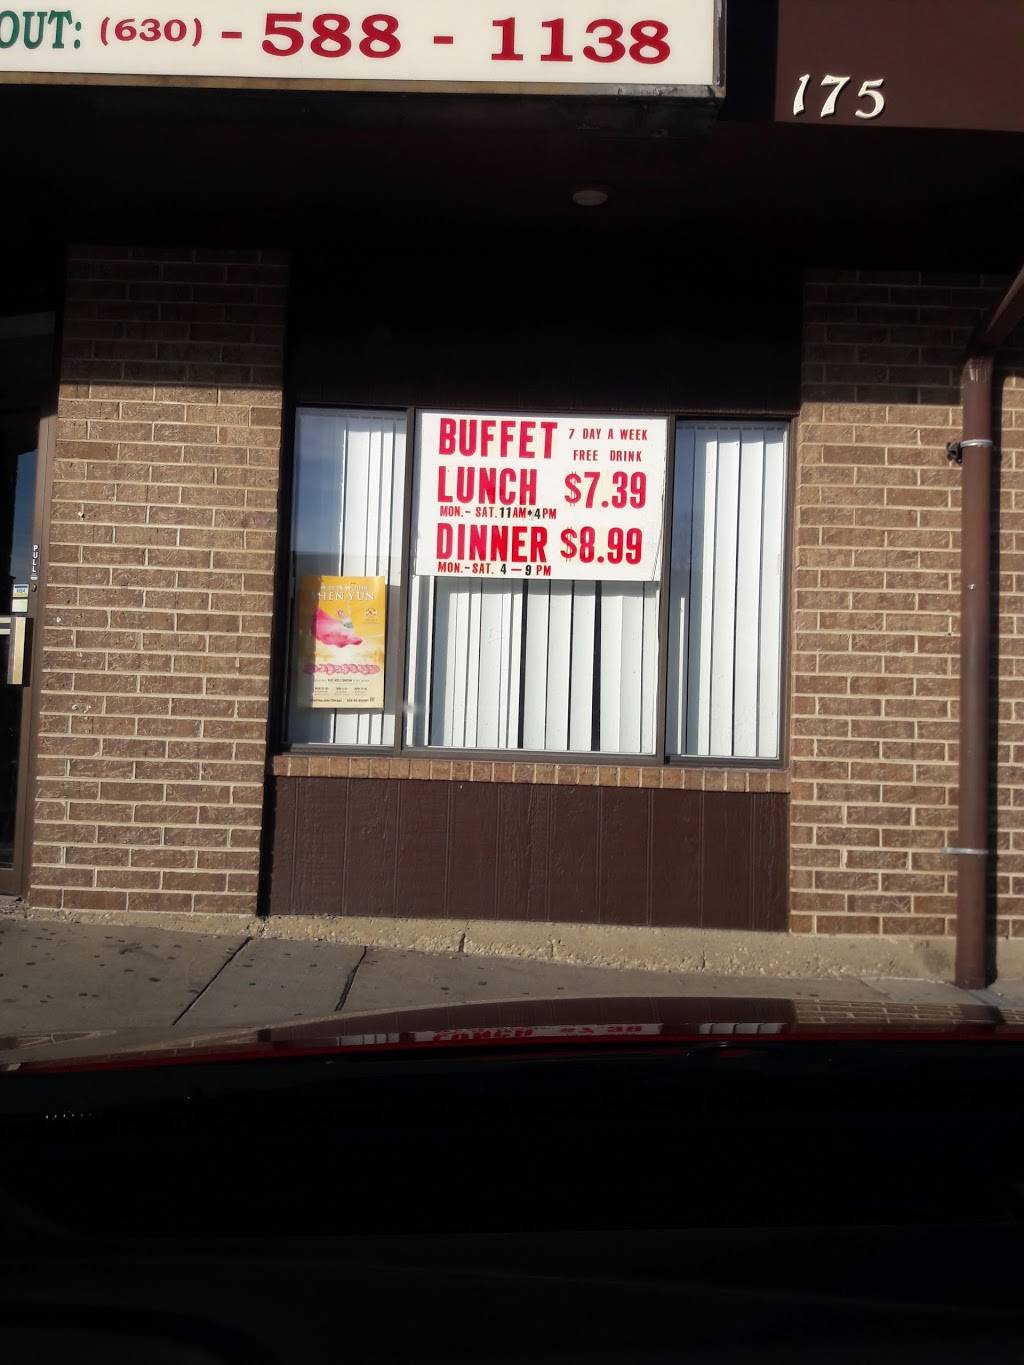 OUT: (630) - 588 - 1138
175
BUFFET 7 DAY A WEEK
FREE DRINK
LUNCH $7.39
MON.- SAT. 11AM•4PM
DINNER $8.99
MON.-SAT. 4 — 9 PM
PULL
SHEN YUN